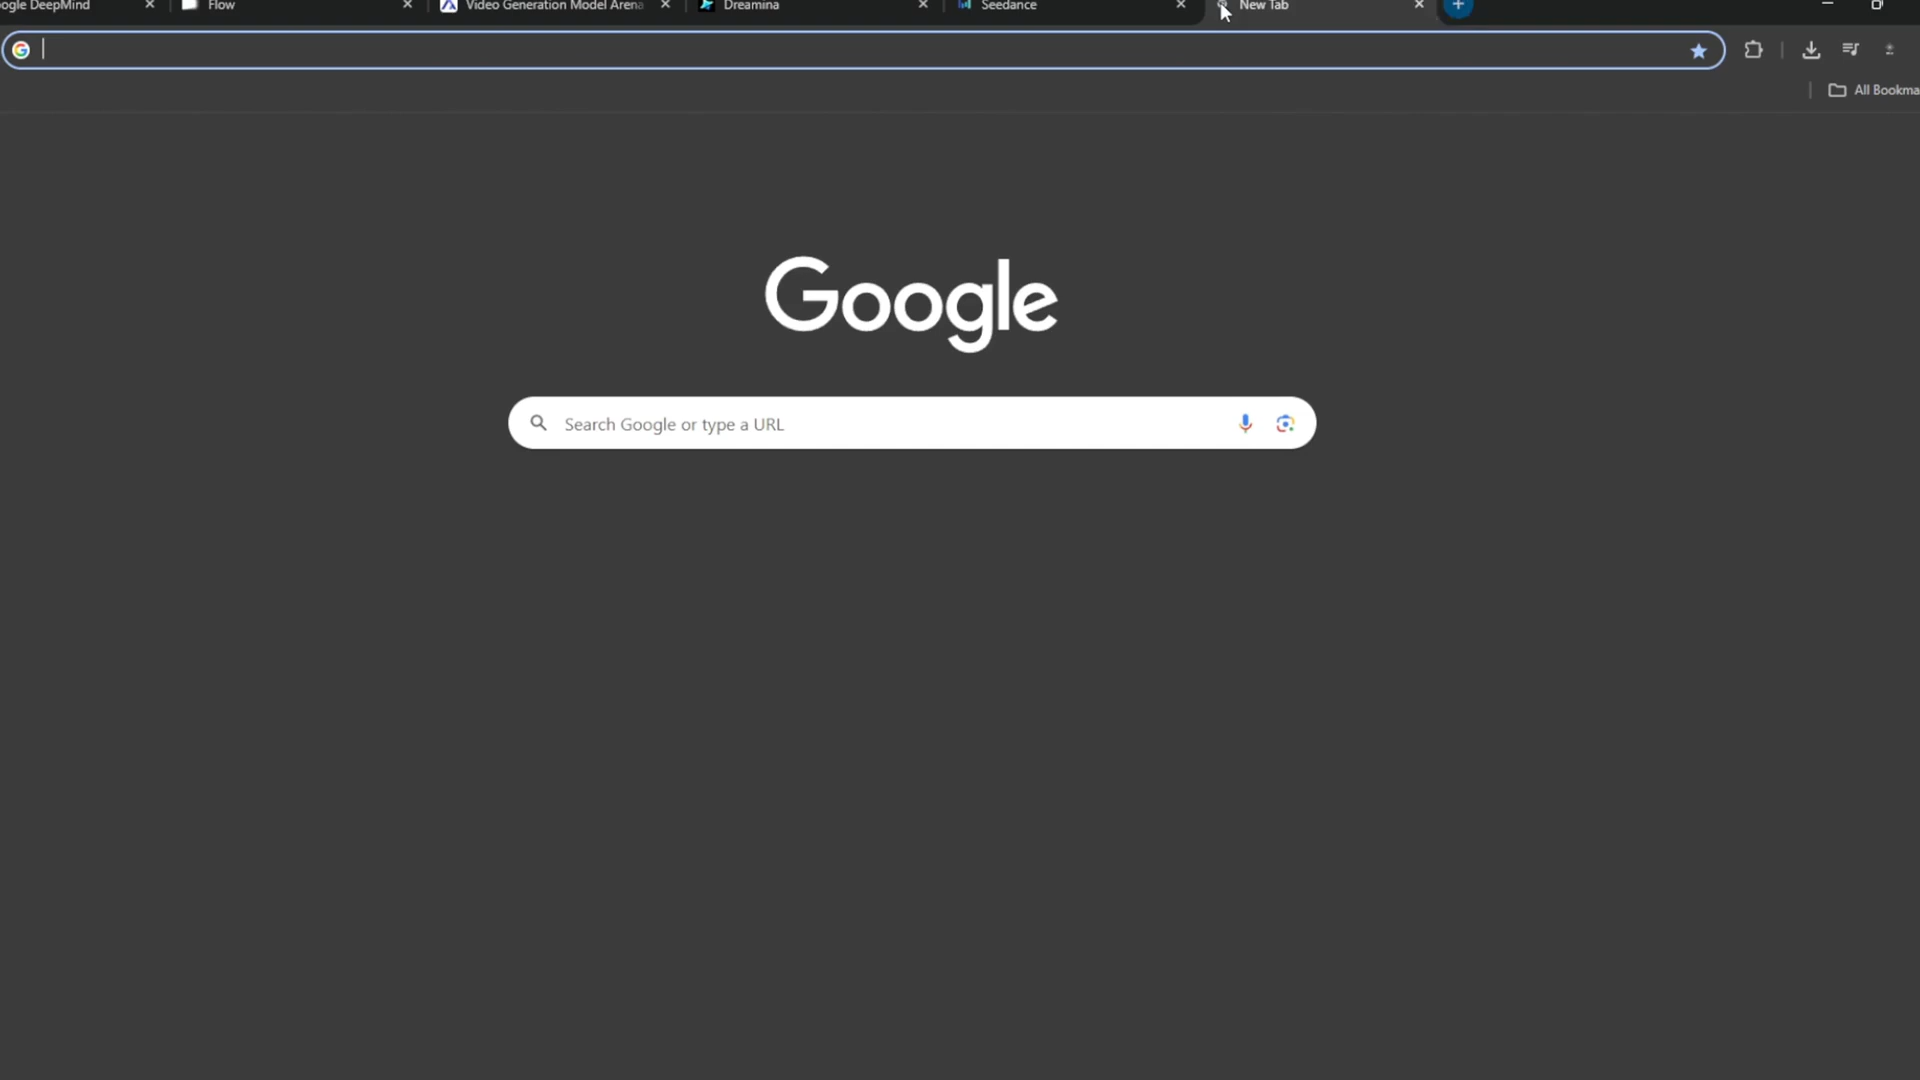 ogle DeepMind
Flow
Video Generation Model Arena
Dreamina
Seedance
New Tab
All Bookma
Google
Search Google or type a URL